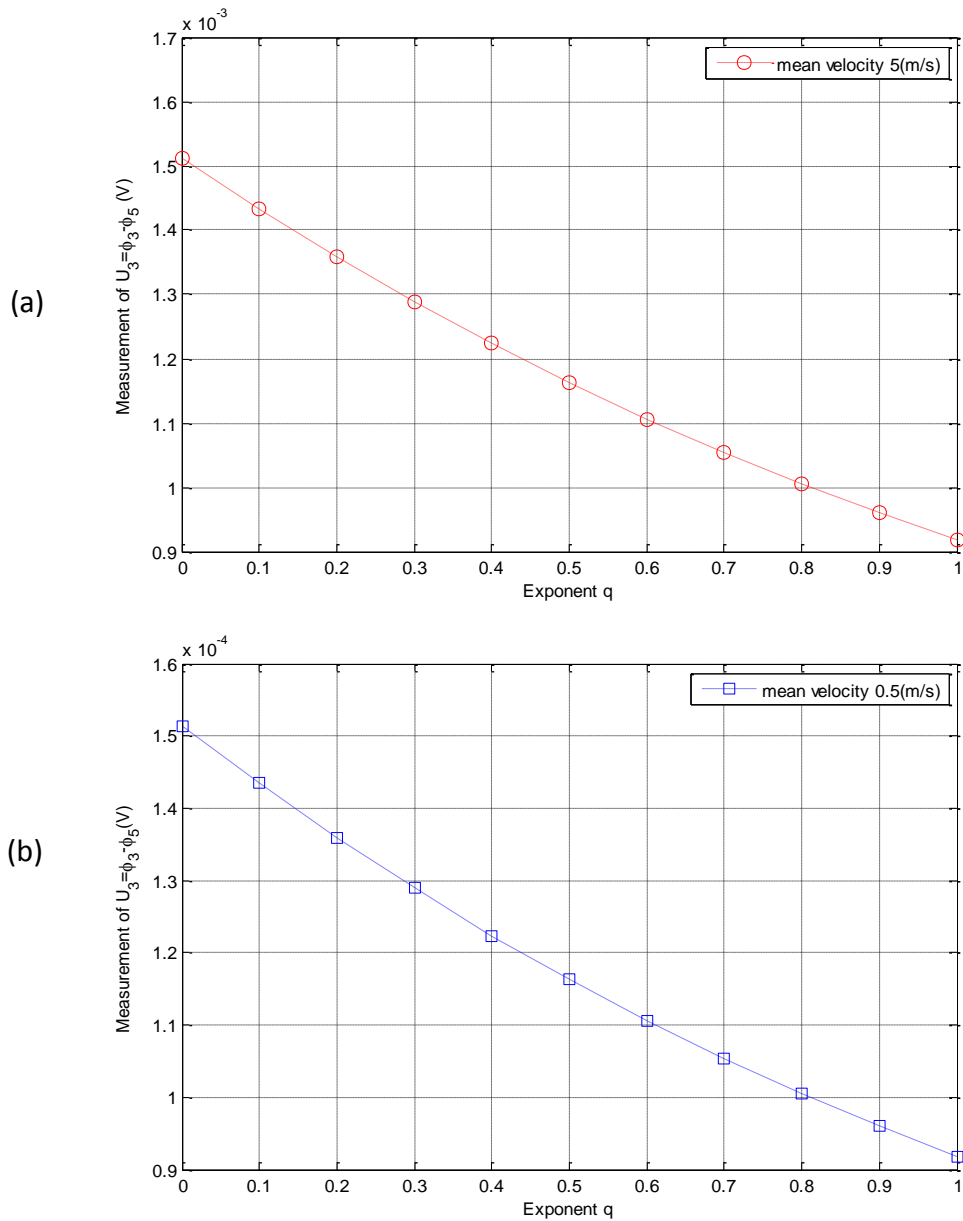 x 10-3
1.7
1.6
1.5
1.4
1.3
1.2
1.1
1
0.9
mean velocity 5(m/s)
Measurement of U3=ϕ3-ϕ5 (V)
(a)
0 0.1 0.2 0.3 0.4 0.5 0.6 0.7 0.8 0.9 1
Exponent q
x 10-4
1.6
1.5
1.4
1.3
1.2
1.1
1
0.9
mean velocity 0.5(m/s)
Measurement of U3=ϕ3-ϕ5(V)
(b)
0 0.1 0.2 0.3 0.4 0.5 0.6 0.7 0.8 0.9 1
Exponent q